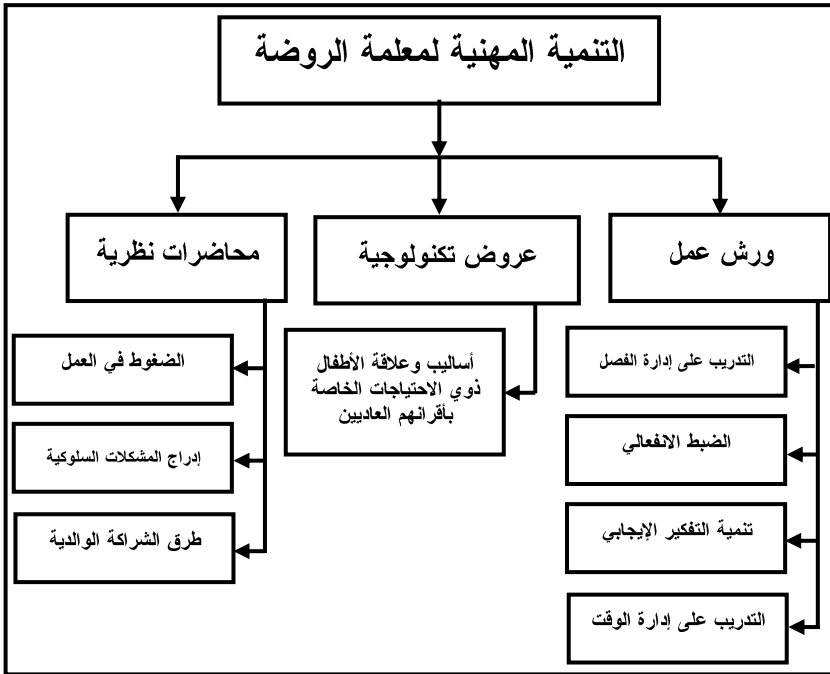 التنمية المهنية لمعلمة الروضة
ورش عمل
التدريب على إدارة الفصل
الضبط الانفعالي
تنمية التفكير الإيجابي
التدريب على إدارة الوقت
عروض تكنولوجية
أساليب وعلاقة الأطفال
ذوي الاحتياجات الخاصة
بأقرانهم العاديين
محاضرات نظرية
الضغوط في العمل
إدراج المشكلات السلوكية
طرق الشراكة الوالدية